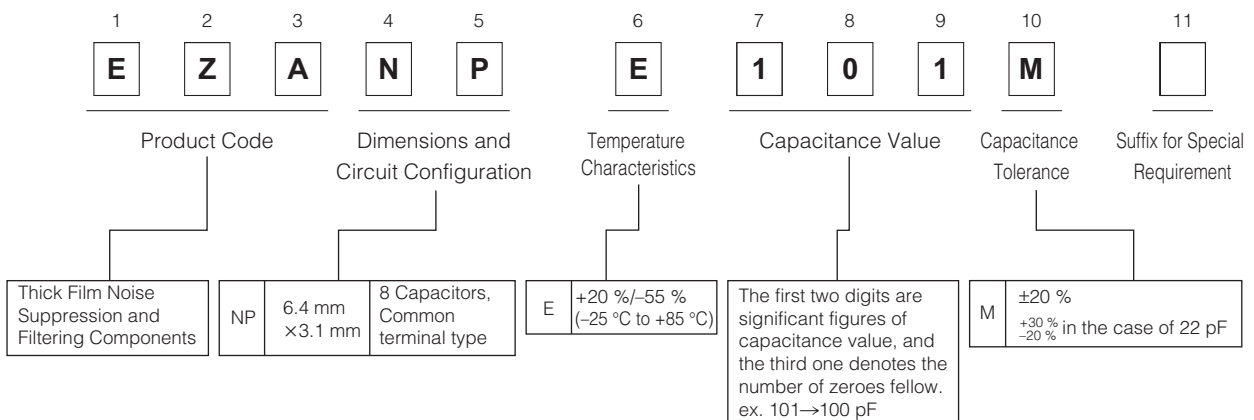 1 2 3 4 5 6 7 8 9 10 11
E Z A N P E 1 0 1 M
Product Code
Dimensions and
Circuit Configuration
Temperature
Characteristics
Capacitance Value
Capacitance
Tolerance
Suffix for Special
Requirement
Thick Film Noise
Suppression and
Filtering Components
NP
6.4 mm
×3.1 mm
8 Capacitors,
Common
terminal type
E
+20 %/–55 %
(–25 °C to +85 °C)
The first two digits are
significant figures of
capacitance value, and
the third one denotes the
number of zeroes fellow.
ex. 101→100 pF
M
±20 %
+30 %
–20 % in the case of 22 pF